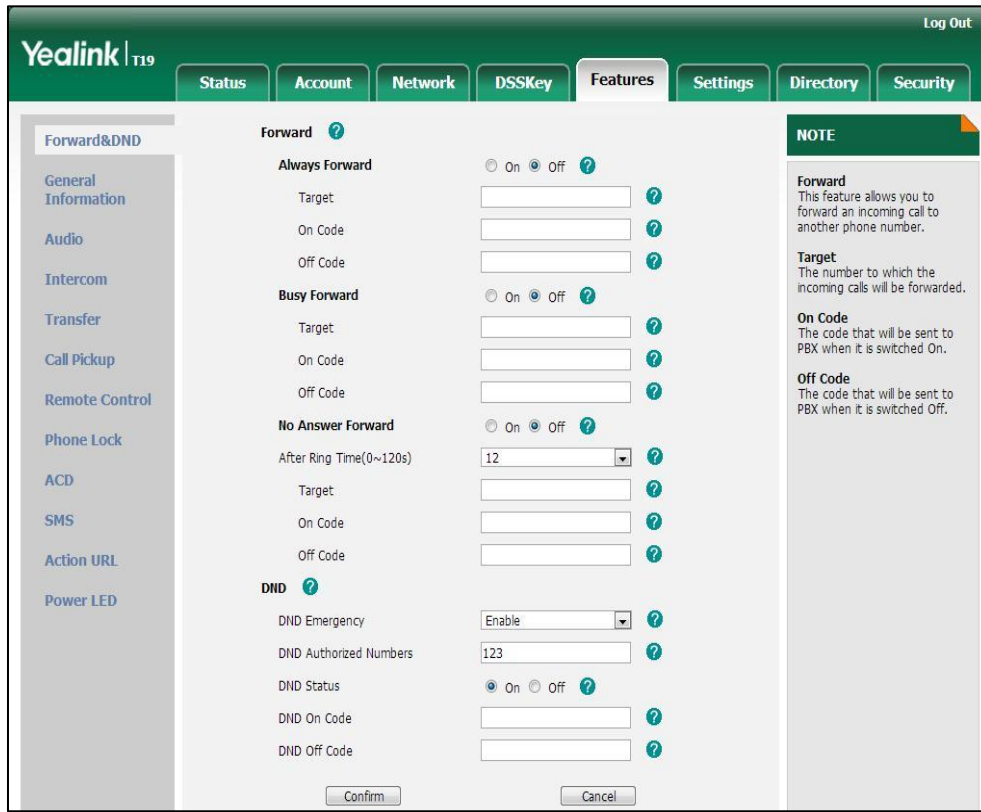 Log Out
Yealink T19
Status Account Network DSSKey Features Settings Directory Security
Forward&DND
General
Information
Audio
Intercom
Transfer
Call Pickup
Remote Control
Phone Lock
ACD
SMS
Action URL
Power LED
Forward ?
Always Forward On Off ?
Target ?
On Code ?
Off Code ?
Busy Forward On Off ?
Target ?
On Code ?
Off Code ?
No Answer Forward On Off ?
After Ring Time(0~120s) 12 ?
Target ?
On Code ?
Off Code ?
DND ?
DND Emergency Enable ?
DND Authorized Numbers 123 ?
DND Status On Off ?
DND On Code ?
DND Off Code ?
Confirm Cancel
NOTE
Forward
This feature allows you to
forward an incoming call to
another phone number.
Target
The number to which the
incoming calls will be forwarded.
On Code
The code that will be sent to
PBX when it is switched On.
Off Code
The code that will be sent to
PBX when it is switched Off.